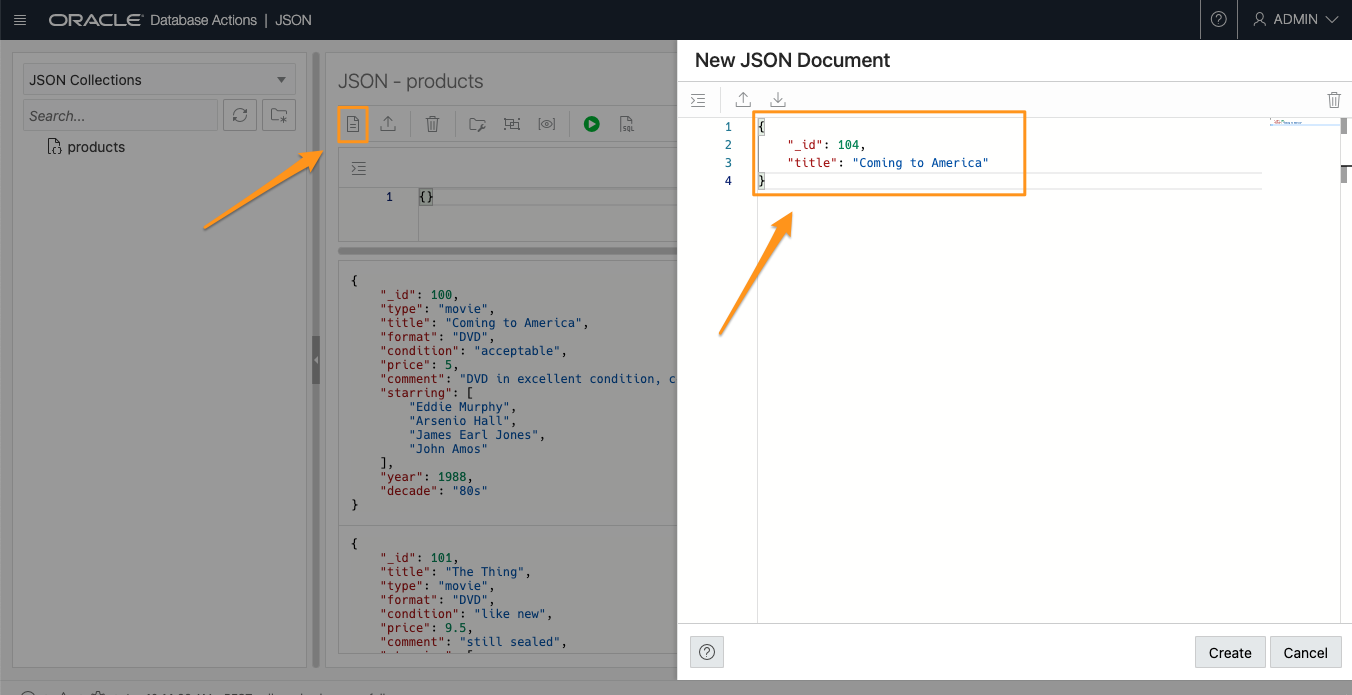 ORACLE Database Actions | JSON
ADMIN
JSON Collections
Search...
products
JSON - products
SQL
1 {}
{
"_id": 100,
"type": "movie",
"title": "Coming to America",
"format": "DVD",
"condition": "acceptable",
"price": 5,
"comment": "DVD in excellent condition, c
"starring": [
"Eddie Murphy",
"Arsenio Hall",
"James Earl Jones",
"John Amos"
],
"year": 1988,
"decade": "80s"
}
{
"_id": 101,
"title": "The Thing",
"type": "movie",
"format": "DVD",
"condition": "like new",
"price": 9.5,
"comment": "still sealed",
New JSON Document
1 {
2 "_id": 104,
3 "title": "Coming to America"
4 }
Create
Cancel